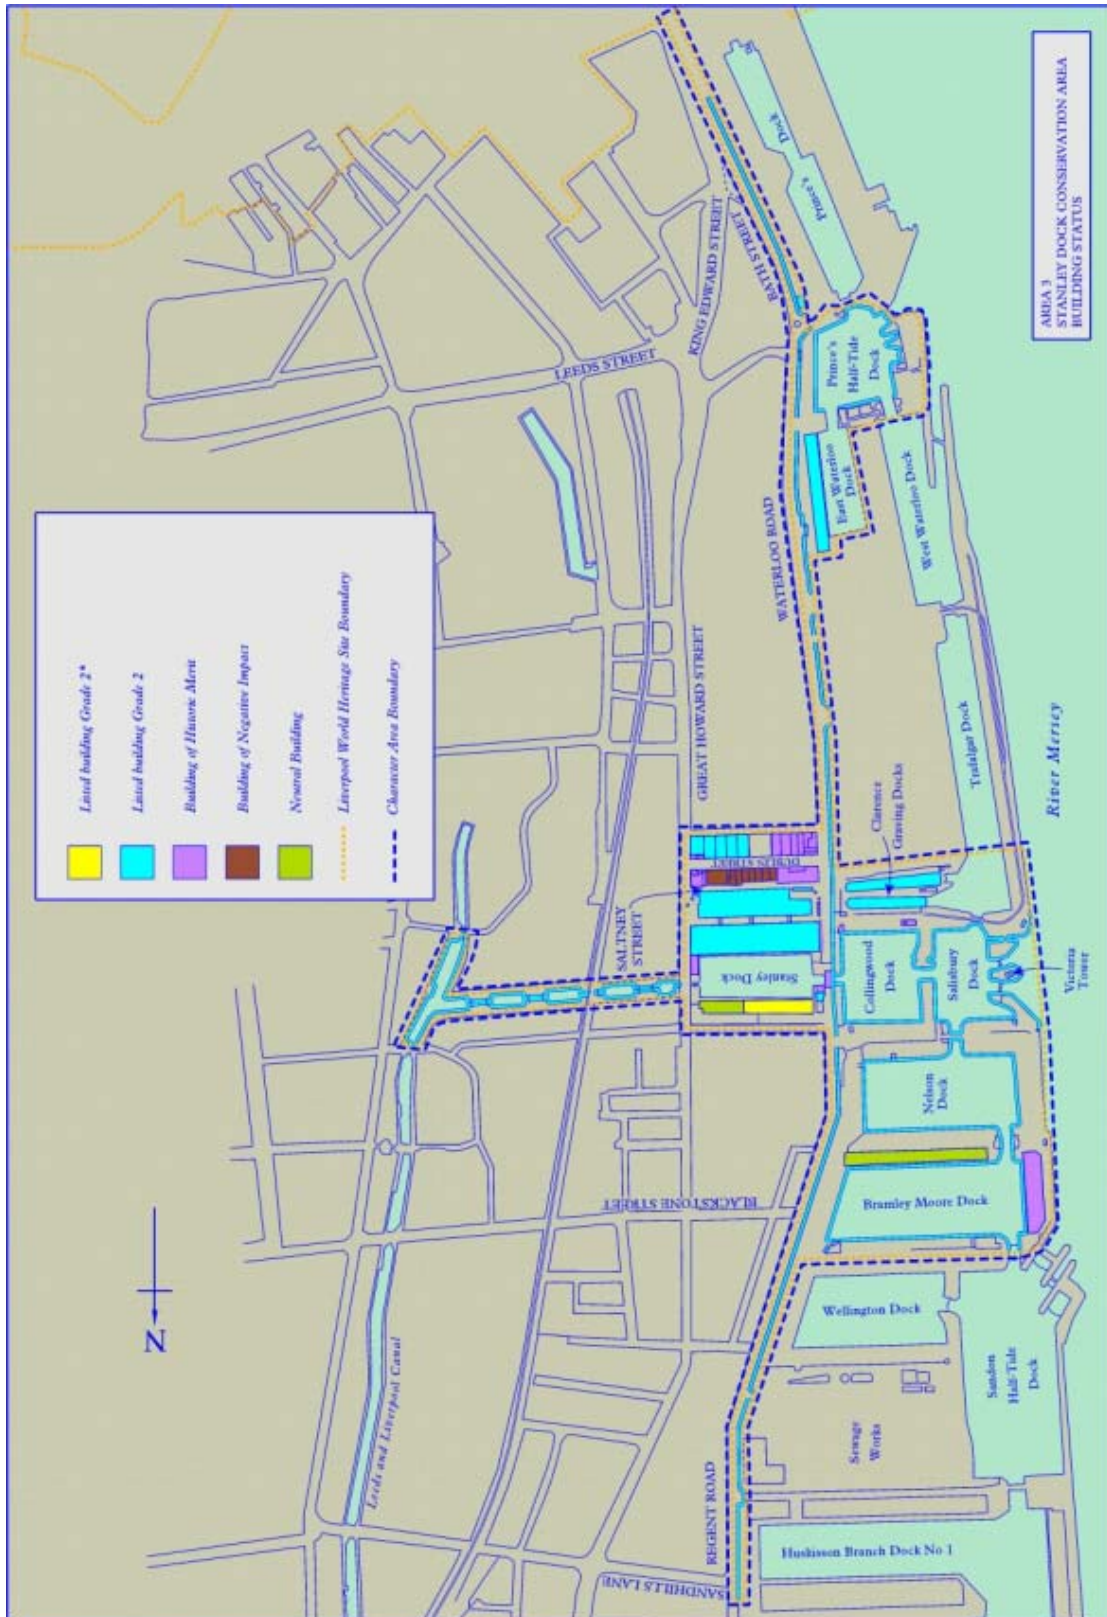 AREA 3
STANLEY DOCK CONSERVATION AREA
BUILDING STATUS
Listed building Grade 2*
Listed building Grade 2
Building of Historic Merit
Building of Negative Impact
Neutral Building
Liverpool World Heritage Site Boundary
Character Area Boundary
N
Leeds and Liverpool Canal
LEEDS STREET
KING EDWARD STREET
BATH STREET
Prince's
Dock
Prince's
Half-Tide
Dock
East Waterloo
Dock
West Waterloo Dock
WATERLOO ROAD
GREAT HOWARD STREET
Trafalgar Dock
Clarence
Graving Docks
River Mersey
DUBLIN STREET
SALTNEY
STREET
Stanley Dock
Collingwood
Dock
Salisbury
Dock
Victoria
Tower
Nelson
Dock
BLACKSTONE STREET
Bramley Moore Dock
Wellington Dock
Sandon
Half-Tide
Dock
Sewage
Works
REGENT ROAD
SANDHILLS LANE
Huskisson Branch Dock No 1